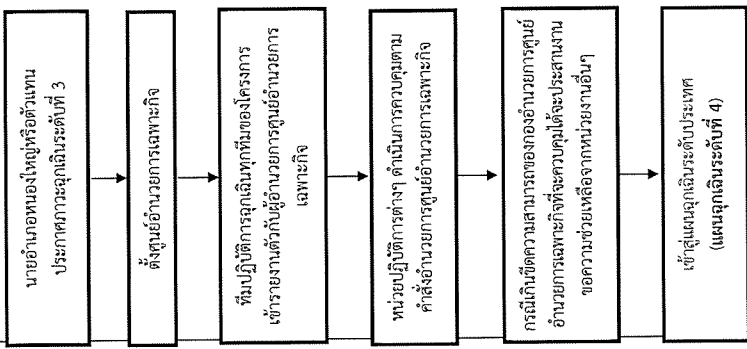 นายอำเภอหนองใหญ่หรือตัวแทน
ประกาศภาวะฉุกเฉินระดับที่ 3
ตั้งศูนย์อำนวยการเฉพาะกิจ
ทีมปฏิบัติการฉุกเฉินทุกทีมของโครงการ
เข้ารายงานตัวกับผู้อำนวยการศูนย์อำนวยการ
เฉพาะกิจ
หน่วยปฏิบัติการต่างๆ ดำเนินการควบคุมตาม
คำสั่งอำนวยการศูนย์อำนวยการเฉพาะกิจ
กรณีเกินขีดความสามารถของกองอำนวยการศูนย์
อำนวยการเฉพาะกิจที่จะควบคุมได้จะประสานงาน
ขอความช่วยเหลือจากหน่วยงานอื่นๆ
เข้าสู่แผนฉุกเฉินระดับประเทศ
(แผนฉุกเฉินระดับที่ 4)